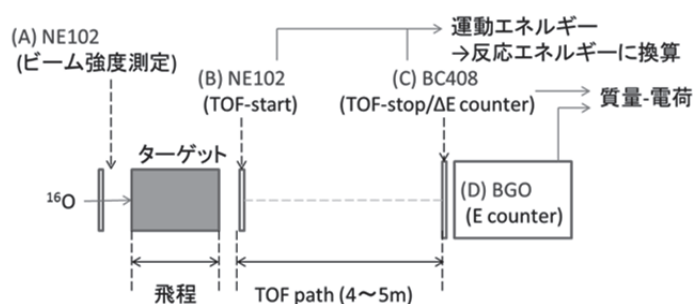 (A) NE102
(ビーム強度測定)
(B) NE102
(TOF-start)
(C) BC408
(TOF-stop/ΔE counter)
運動エネルギー
→反応エネルギーに換算
質量-電荷
ターゲット
¹⁶O
(D) BGO
(E counter)
飛程
TOF path (4～5m)